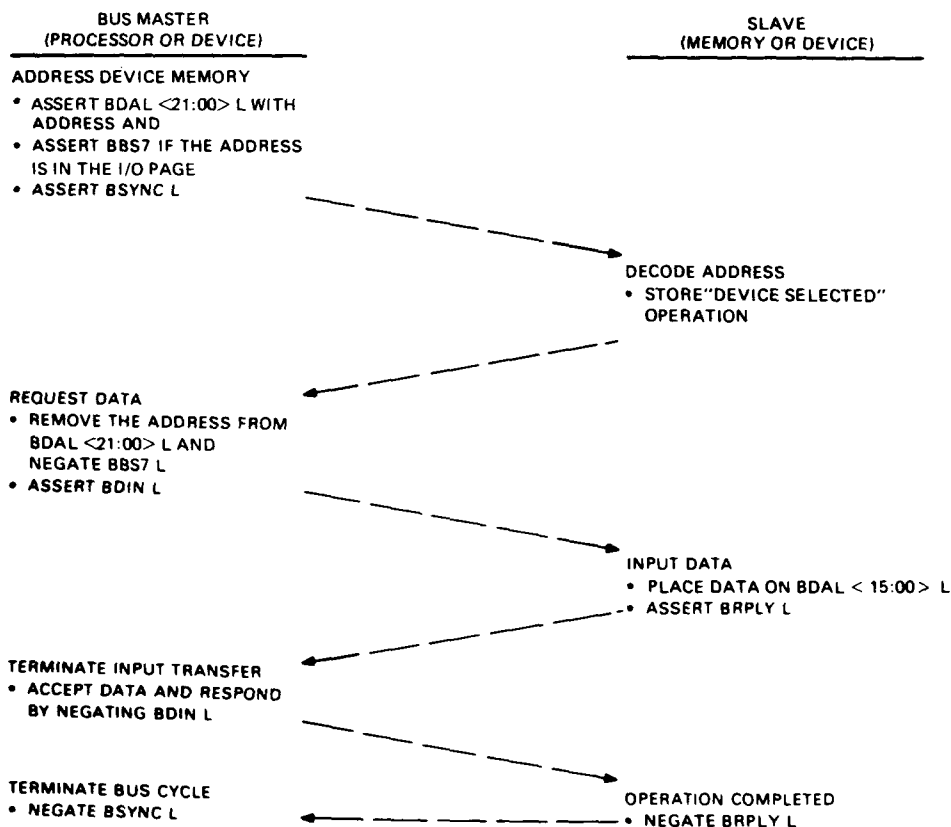 BUS MASTER
(PROCESSOR OR DEVICE)
SLAVE
(MEMORY OR DEVICE)
ADDRESS DEVICE MEMORY
• ASSERT BDAL <21:00> L WITH
ADDRESS AND
• ASSERT BBS7 IF THE ADDRESS
IS IN THE I/O PAGE
• ASSERT BSYNC L
DECODE ADDRESS
• STORE"DEVICE SELECTED"
OPERATION
REQUEST DATA
• REMOVE THE ADDRESS FROM
BDAL <21:00> L AND
NEGATE BBS7 L
• ASSERT BDIN L
INPUT DATA
• PLACE DATA ON BDAL < 15:00> L
• ASSERT BRPLY L
TERMINATE INPUT TRANSFER
• ACCEPT DATA AND RESPOND
BY NEGATING BDIN L
OPERATION COMPLETED
• NEGATE BRPLY L
TERMINATE BUS CYCLE
• NEGATE BSYNC L